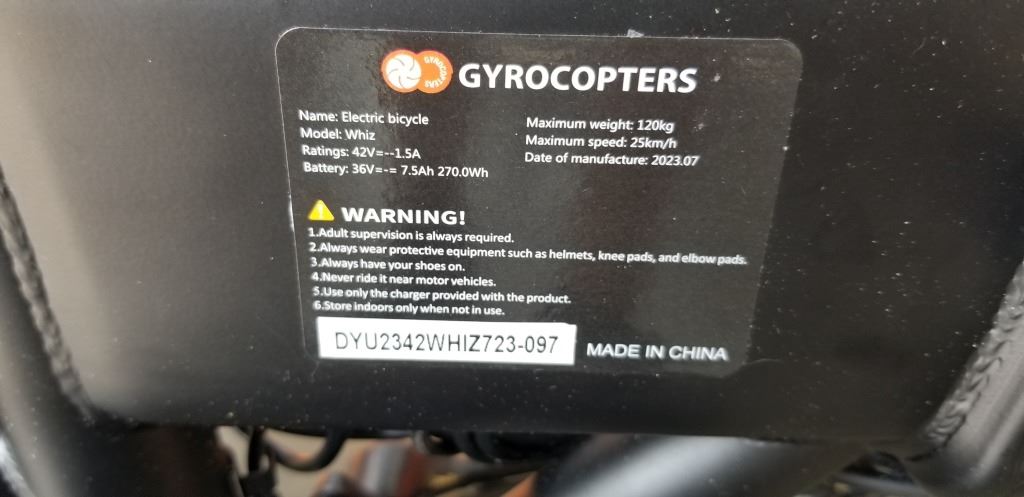 GYROCOPTERS
GYROCOPTERS
Name: Electric bicycle
Model: Whiz
Ratings: 42V=--1.5A
Battery: 36V=-= 7.5Ah 270.0Wh
Maximum weight: 120kg
Maximum speed: 25km/h
Date of manufacture: 2023.07
WARNING!
1.Adult supervision is always required.
2.Always wear protective equipment such as helmets, knee pads, and elbow pads.
3.Always have your shoes on.
4.Never ride it near motor vehicles.
5.Use only the charger provided with the product.
6.Store indoors only when not in use.
DYU2342WHIZ723-097
MADE IN CHINA